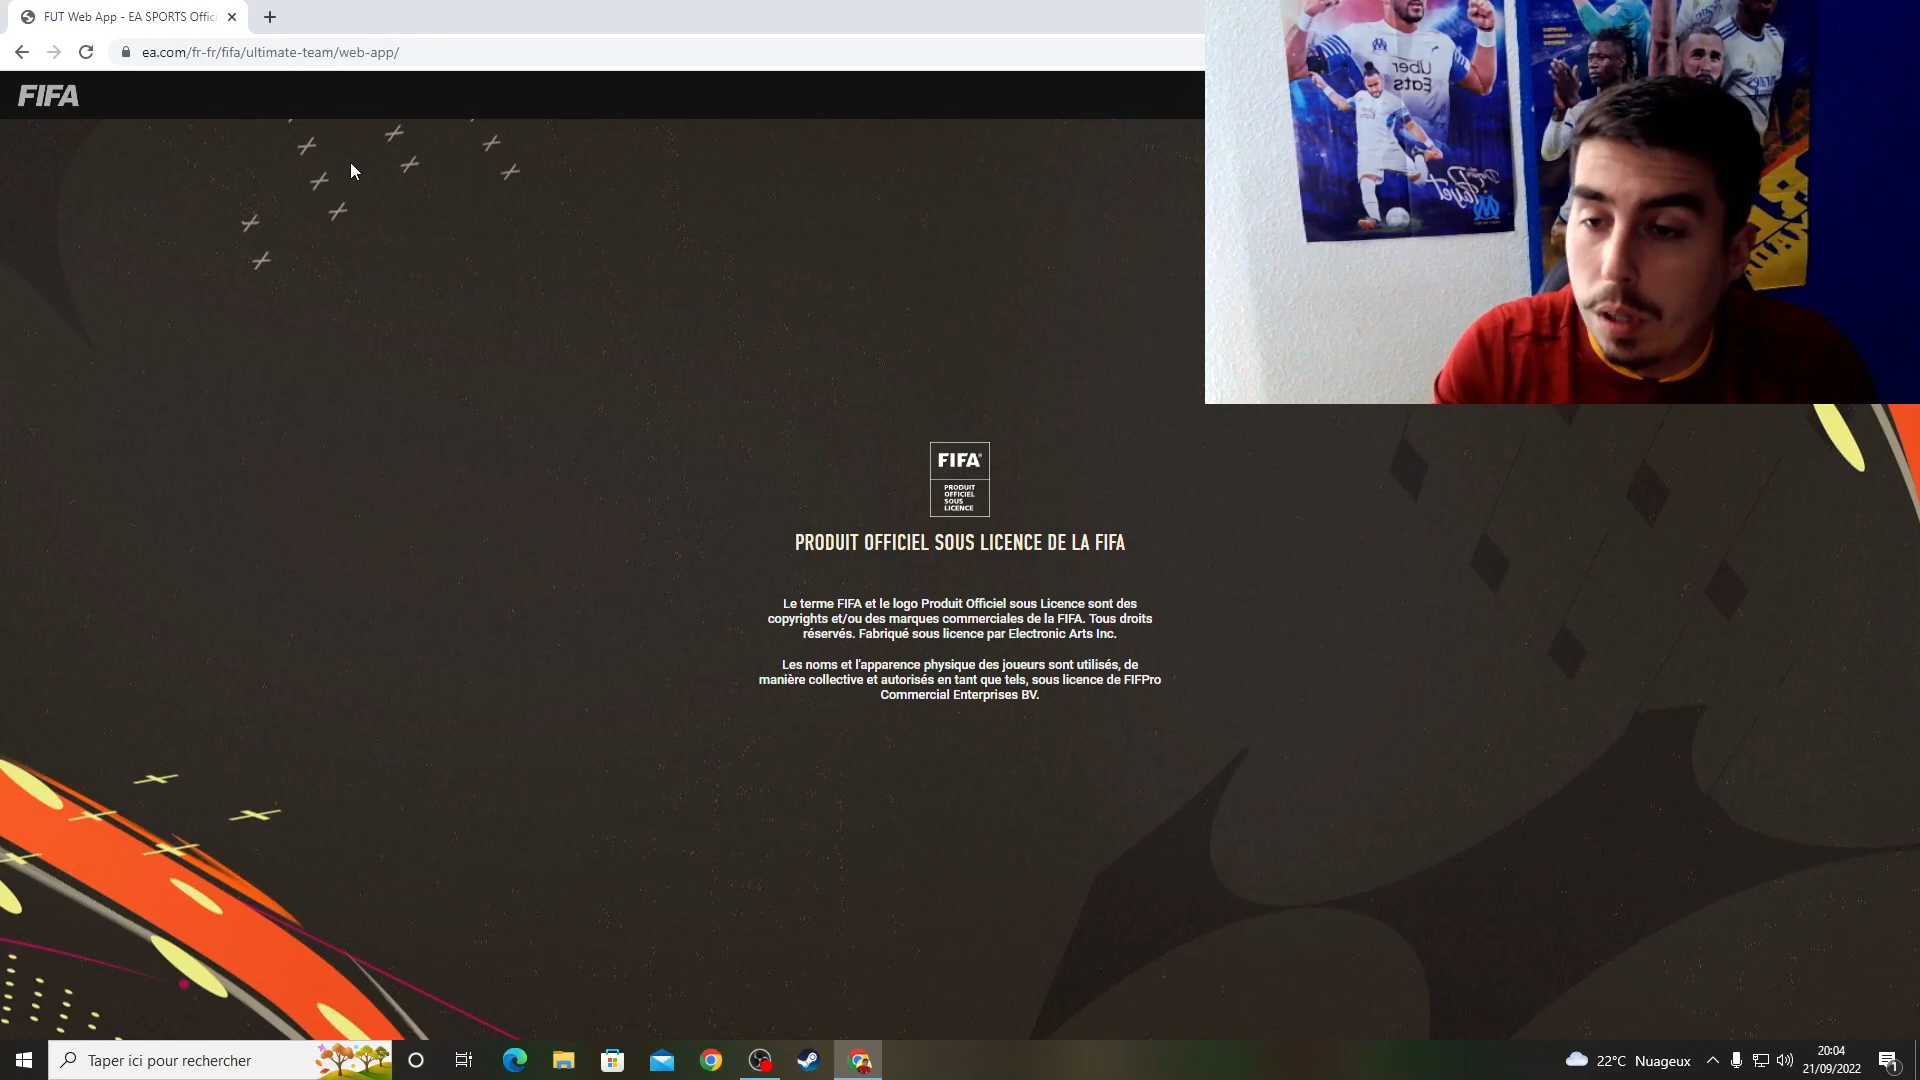 FUT Web App - EA SPORTS Offici
ea.com/fr-fr/fifa/ultimate-team/web-app/
FIFA
Uber
Eats
Payet
FIFA
PRODUIT
OFFICIEL
SOUS
LICENCE
PRODUIT OFFICIEL SOUS LICENCE DE LA FIFA
Le terme FIFA et le logo Produit Officiel sous Licence sont des
copyrights et/ou des marques commerciales de la FIFA. Tous droits
réservés. Fabriqué sous licence par Electronic Arts Inc.
Les noms et l'apparence physique des joueurs sont utilisés, de
manière collective et autorisés en tant que tels, sous licence de FIFPro
Commercial Enterprises BV.
Taper ici pour rechercher
22°C Nuageux
20:04
21/09/2022
1